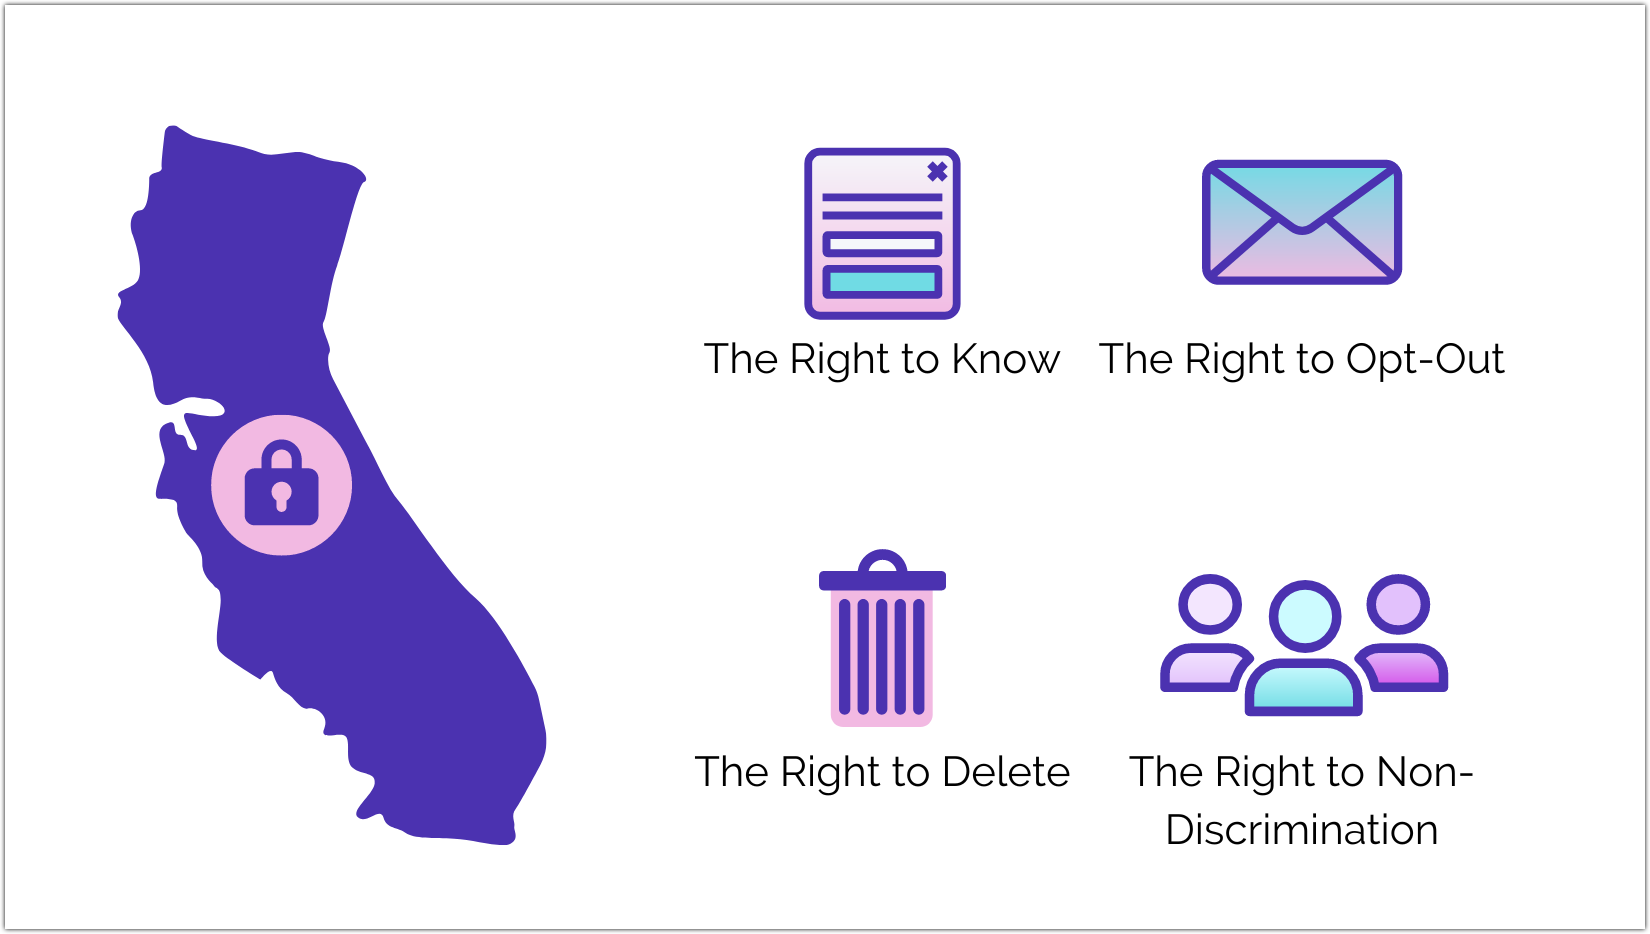 The Right to Know
The Right to Opt-Out
The Right to Delete
The Right to Non-
Discrimination